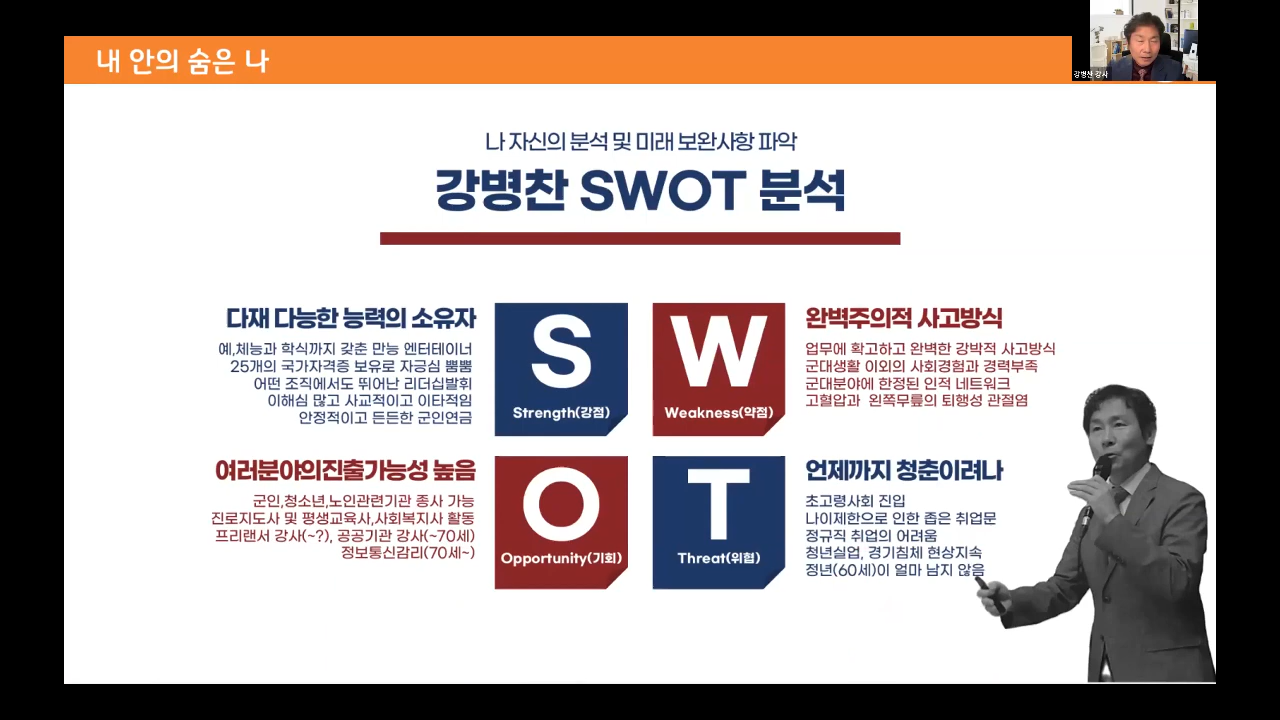 내 안의 숨은 나
강병찬 강사
나 자신의 분석 및 미래 보완사항 파악
강병찬 SWOT 분석
다재 다능한 능력의 소유자
예,체능과 학식까지 갖춘 만능 엔터테이너
25개의 국가자격증 보유로 자긍심 뿜뿜
어떤 조직에서도 뛰어난 리더십발휘
이해심 많고 사교적이고 이타적임
안정적이고 든든한 군인연금
S
Strength(강점)
W
Weakness(약점)
완벽주의적 사고방식
업무에 확고하고 완벽한 강박적 사고방식
군대생활 이외의 사회경험과 경력부족
군대분야에 한정된 인적 네트워크
고혈압과 왼쪽무릎의 퇴행성 관절염
여러분야의진출가능성 높음
군인,청소년,노인관련기관 종사 가능
진로지도사 및 평생교육사,사회복지사 활동
프리랜서 강사(~?), 공공기관 강사(~70세)
정보통신감리(70세~)
O
Opportunity(기회)
T
Threat(위협)
언제까지 청춘이려나
초고령사회 진입
나이제한으로 인한 좁은 취업문
정규직 취업의 어려움
청년실업, 경기침체 현상지속
정년(60세)이 얼마 남지 않음